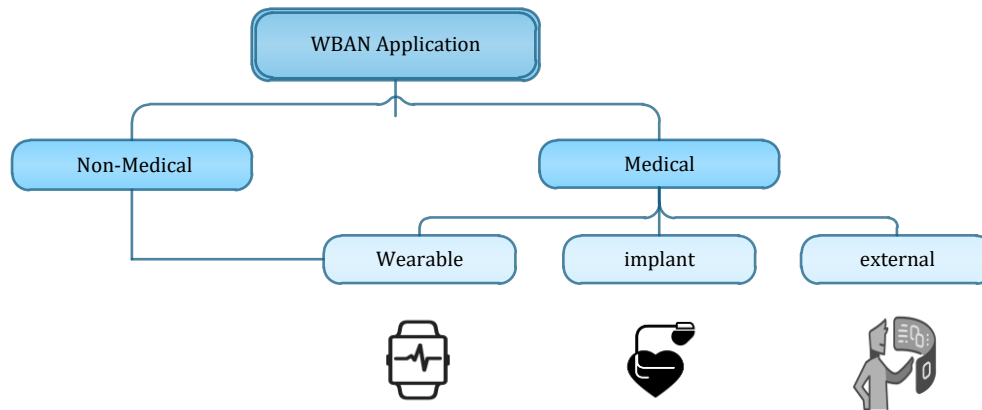 WBAN Application
Non-Medical
Medical
Wearable
implant
external